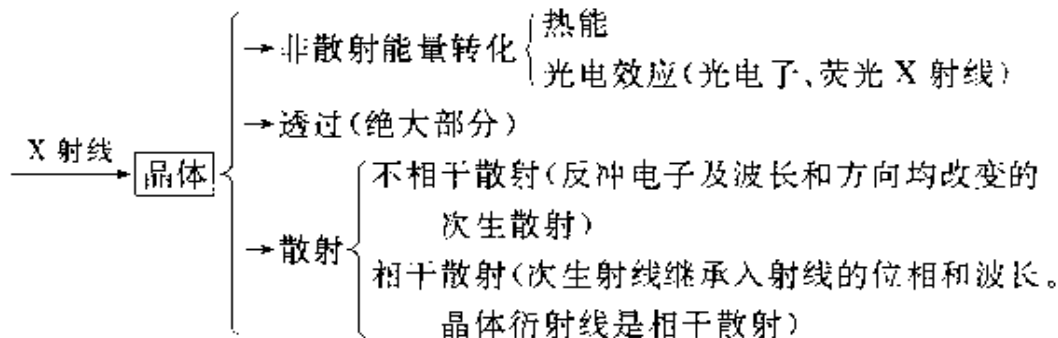 热能
→非散射能量转化
光电效应(光电子、荧光 X 射线)
→透过(绝大部分)
X 射线
晶体
不相干散射(反冲电子及波长和方向均改变的
次生散射)
→散射
相干散射(次生射线继承入射线的位相和波长。
晶体衍射线是相干散射)